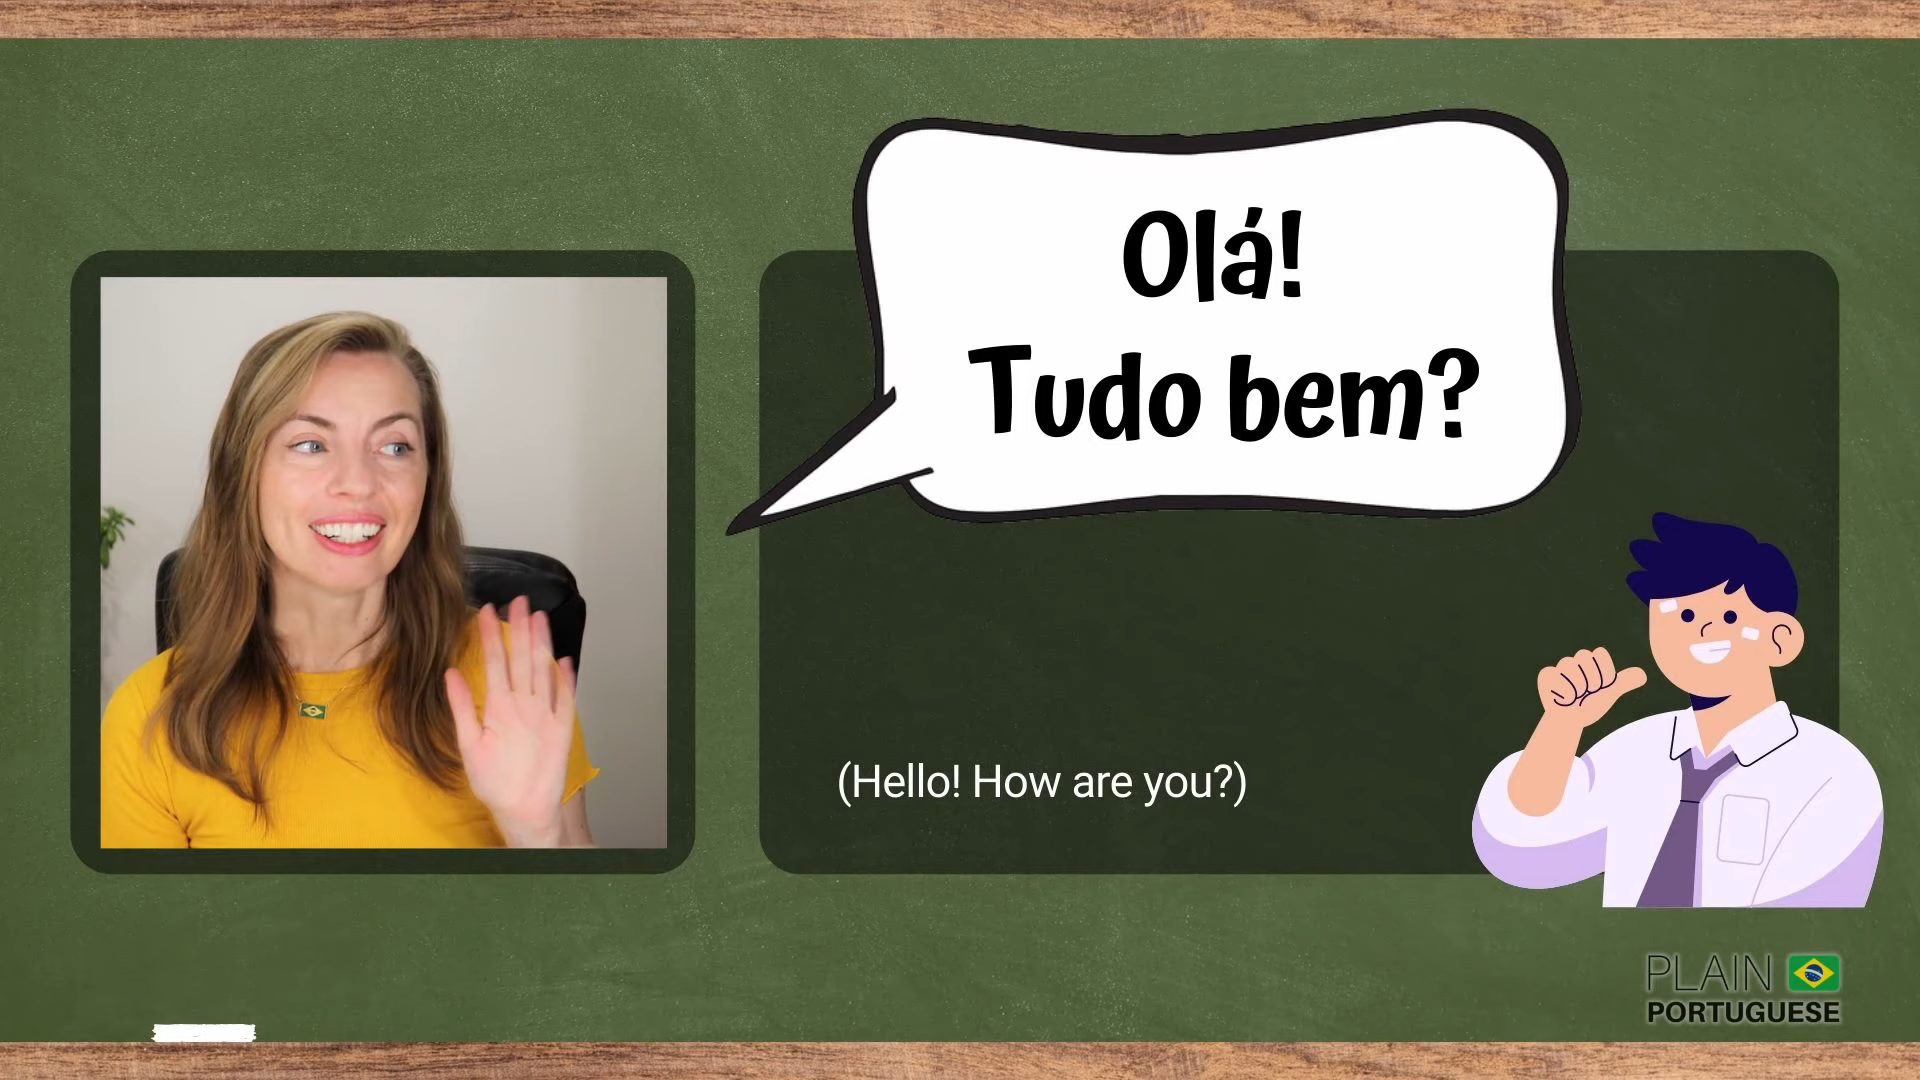 Olá!
Tudo bem?
(Hello! How are you?)
PLAIN
PORTUGUESE